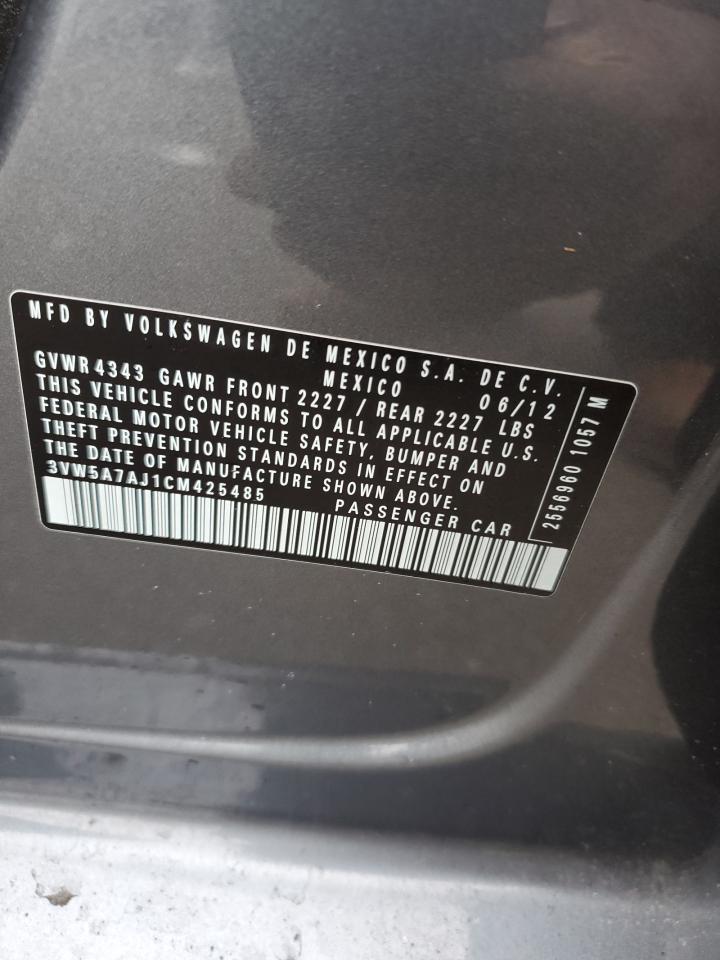 MFD BY VOLKSWAGEN DE MEXICO S.A. DE C.V.
MEXICO 06/12
GVWR 4343 GAWR FRONT 2227 / REAR 2227 LBS
THIS VEHICLE CONFORMS TO ALL APPLICABLE U.S.
FEDERAL MOTOR VEHICLE SAFETY, BUMPER AND
THEFT PREVENTION STANDARDS IN EFFECT ON
THE DATE OF MANUFACTURE SHOWN ABOVE.
3VW5A7AJ1CM425485 PASSENGER CAR
2556960 1057 M